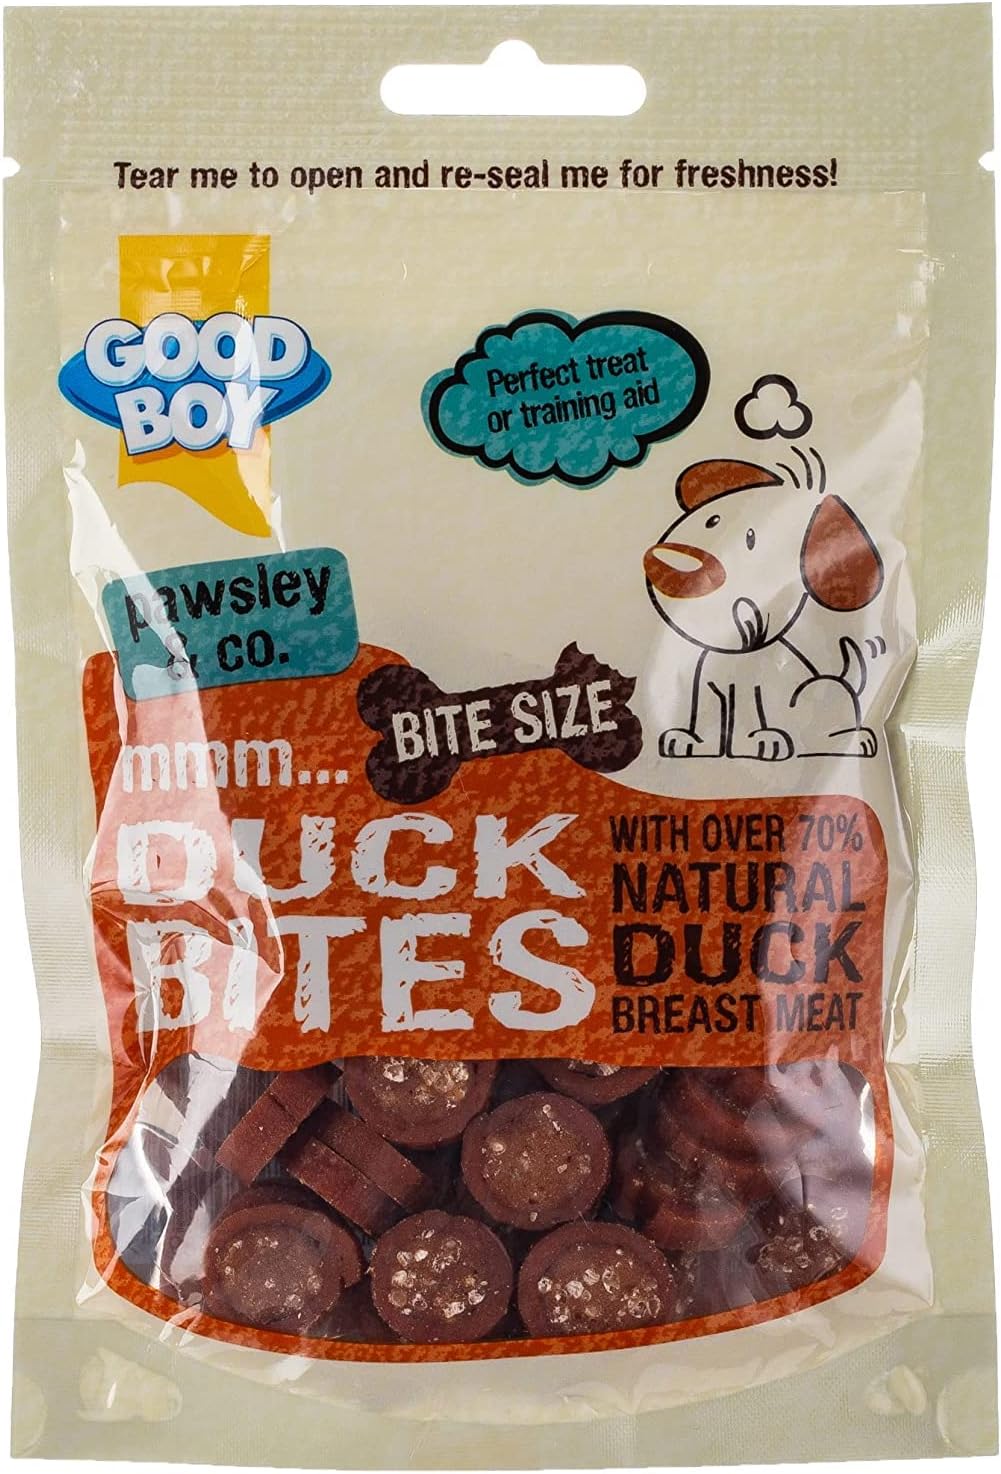 Tear me to open and re-seal me for freshness!
GOOD
BOY
Perfect treat
or training aid
pawsley
& co.
BITE SIZE
mmm...
DUCK
BITES
WITH OVER 70%
NATURAL
DUCK
BREAST MEAT